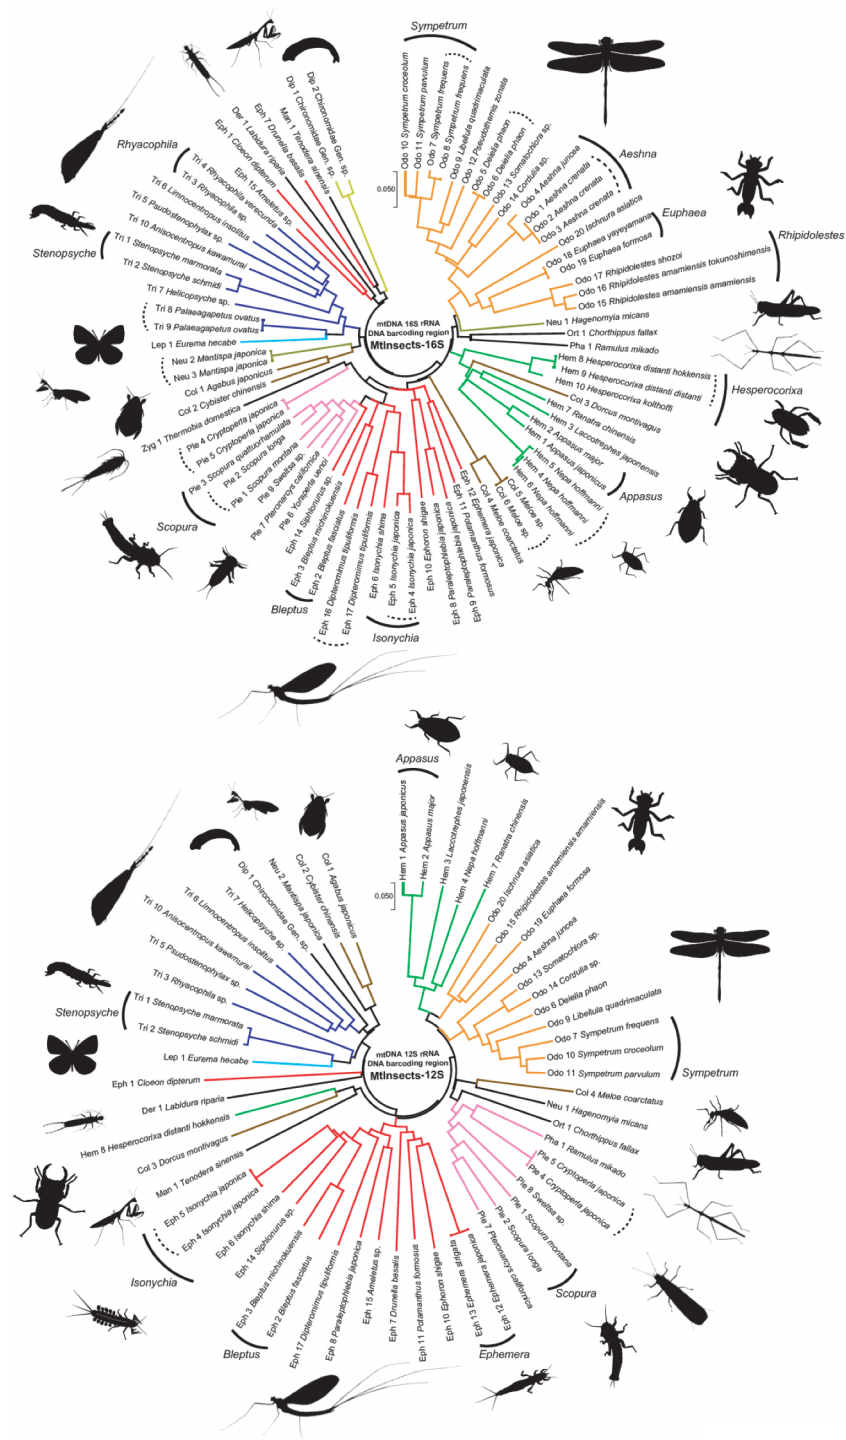 Sympetrum
Odo 10 Sympetrum croceolum
Odo 11 Sympetrum parvulum
Odo 7 Sympetrum frequens
Odo 8 Sympetrum frequens
Odo 9 Libellula quadrimaculata
Odo 12 Pseudothemis zonata
Odo 5 Deielia phaon
Odo 6 Deielia phaon
Odo 13 Somatochlora sp.
Odo 14 Cordulia sp.
Odo 4 Aeshna juncea
Odo 1 Aeshna crenata
Odo 2 Aeshna crenata
Odo 3 Aeshna crenata
Aeshna
Odo 20 Ischnura asiatica
Odo 18 Euphaea yayeyamana
Odo 19 Euphaea formosa
Euphaea
Odo 17 Rhipidolestes shozoi
Odo 16 Rhipidolestes amamiensis tokunoshimensis
Odo 15 Rhipidolestes amamiensis amamiensis
Rhipidolestes
Neu 1 Hagenomyia micans
Ort 1 Chorthippus fallax
Pha 1 Ramulus mikado
Hem 8 Hesperocorixa distanti hokkensis
Hem 9 Hesperocorixa distanti distanti
Hem 10 Hesperocorixa kolthoffi
Hesperocorixa
Col 3 Dorcus montivagus
Hem 7 Ranatra chinensis
Hem 3 Laccotrephes japonensis
Hem 2 Appasus major
Hem 1 Appasus japonicus
Appasus
Hem 5 Nepa hoffmanni
Hem 4 Nepa hoffmanni
Hem 6 Nepa hoffmanni
Col 5 Meloe sp.
Col 6 Meloe sp.
Col 4 Meloe coarctatus
Eph 12 Ephemera japonica
Eph 11 Potamanthus formosus
Eph 9 Paraleptophlebia japonica
Eph 8 Paraleptophlebia japonica
Eph 10 Ephoron shigae
Eph 4 Isonychia japonica
Eph 5 Isonychia japonica
Eph 6 Isonychia shima
Isonychia
Eph 17 Dipteromimus tipuliformis
Eph 16 Dipteromimus tipuliformis
Eph 2 Bleptus fasciatus
Eph 3 Bleptus michinokuensis
Bleptus
Eph 14 Siphlonurus sp.
Ple 6 Yoraperla uenoi
Ple 7 Pteronarcys californica
Ple 9 Sweltsa sp.
Ple 1 Scopura montana
Ple 2 Scopura longa
Ple 3 Scopura quattuorhamulata
Scopura
Ple 5 Cryptoperla japonica
Ple 4 Cryptoperla japonica
Zyg 1 Thermobia domestica
Col 2 Cybister chinensis
Col 1 Agabus japonicus
Neu 3 Mantispa japonica
Neu 2 Mantispa japonica
Lep 1 Eurema hecabe
Tri 9 Palaeagapetus ovatus
Tri 8 Palaeagapetus ovatus
Tri 7 Helicopsyche sp.
Tri 2 Stenopsyche schmidi
Tri 1 Stenopsyche marmorata
Stenopsyche
Tri 10 Anisocentropus kawamurai
Tri 5 Psudostenophylax sp.
Tri 6 Limnocentropus insolitus
Tri 3 Rhyacophila sp.
Tri 4 Rhyacophila verecunda
Rhyacophila
Eph 15 Ameletus sp.
Eph 1 Cloeon dipterum
Der 1 Labidura riparia
Eph 7 Drunella basalis
Man 1 Tenodera sinensis
Dip 1 Chironomidae Gen. sp.
Dip 2 Chironomidae Gen. sp.
0.050
mtDNA 16S rRNA
DNA barcoding region
MtInsects-16S
Appasus
Hem 1 Appasus japonicus
Hem 2 Appasus major
Hem 3 Laccotrephes japonensis
Hem 4 Nepa hoffmanni
Hem 7 Ranatra chinensis
Odo 20 Ischnura asiatica
Odo 15 Rhipidolestes amamiensis amamiensis
Odo 19 Euphaea formosa
Odo 4 Aeshna juncea
Odo 13 Somatochlora sp.
Odo 14 Cordulia sp.
Odo 6 Deielia phaon
Odo 9 Libellula quadrimaculata
Odo 7 Sympetrum frequens
Odo 10 Sympetrum croceolum
Odo 11 Sympetrum parvulum
Sympetrum
Col 4 Meloe coarctatus
Neu 1 Hagenomyia micans
Ort 1 Chorthippus fallax
Pha 1 Ramulus mikado
Ple 5 Cryptoperla japonica
Ple 4 Cryptoperla japonica
Ple 8 Sweltsa sp.
Ple 1 Scopura montana
Ple 2 Scopura longa
Scopura
Ple 7 Pteronarcys californica
Eph 12 Ephemera japonica
Eph 13 Ephemera strigata
Ephemera
Eph 10 Ephoron shigae
Eph 11 Potamanthus formosus
Eph 7 Drunella basalis
Eph 15 Ameletus sp.
Eph 8 Paraleptophlebia japonica
Eph 17 Dipteromimus tipuliformis
Eph 2 Bleptus fasciatus
Eph 3 Bleptus michinokuensis
Bleptus
Eph 14 Siphlonurus sp.
Eph 6 Isonychia shima
Eph 4 Isonychia japonica
Eph 5 Isonychia japonica
Isonychia
Man 1 Tenodera sinensis
Col 3 Dorcus montivagus
Hem 8 Hesperocorixa distanti hokkensis
Der 1 Labidura riparia
Eph 1 Cloeon dipterum
Lep 1 Eurema hecabe
Tri 2 Stenopsyche schmidi
Tri 1 Stenopsyche marmorata
Stenopsyche
Tri 3 Rhyacophila sp.
Tri 5 Psudostenophylax sp.
Tri 10 Anisocentropus kawamurai
Tri 6 Limnocentropus insolitus
Tri 7 Helicopsyche sp.
Dip 1 Chironomidae Gen. sp.
Neu 2 Mantispa japonica
Col 2 Cybister chinensis
Col 1 Agabus japonicus
0.050
mtDNA 12S rRNA
DNA barcoding region
MtInsects-12S